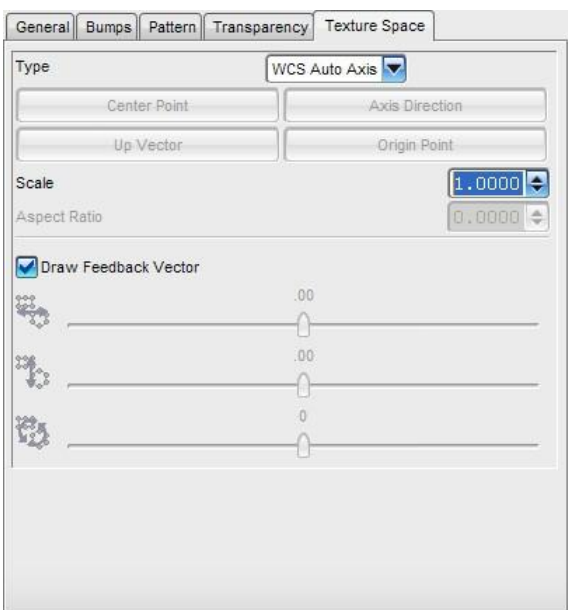 General Bumps Pattern Transparency Texture Space
Type WCS Auto Axis
Center Point Axis Direction
Up Vector Origin Point
Scale 1.0000
Aspect Ratio 0.0000
Draw Feedback Vector
.00
.00
0